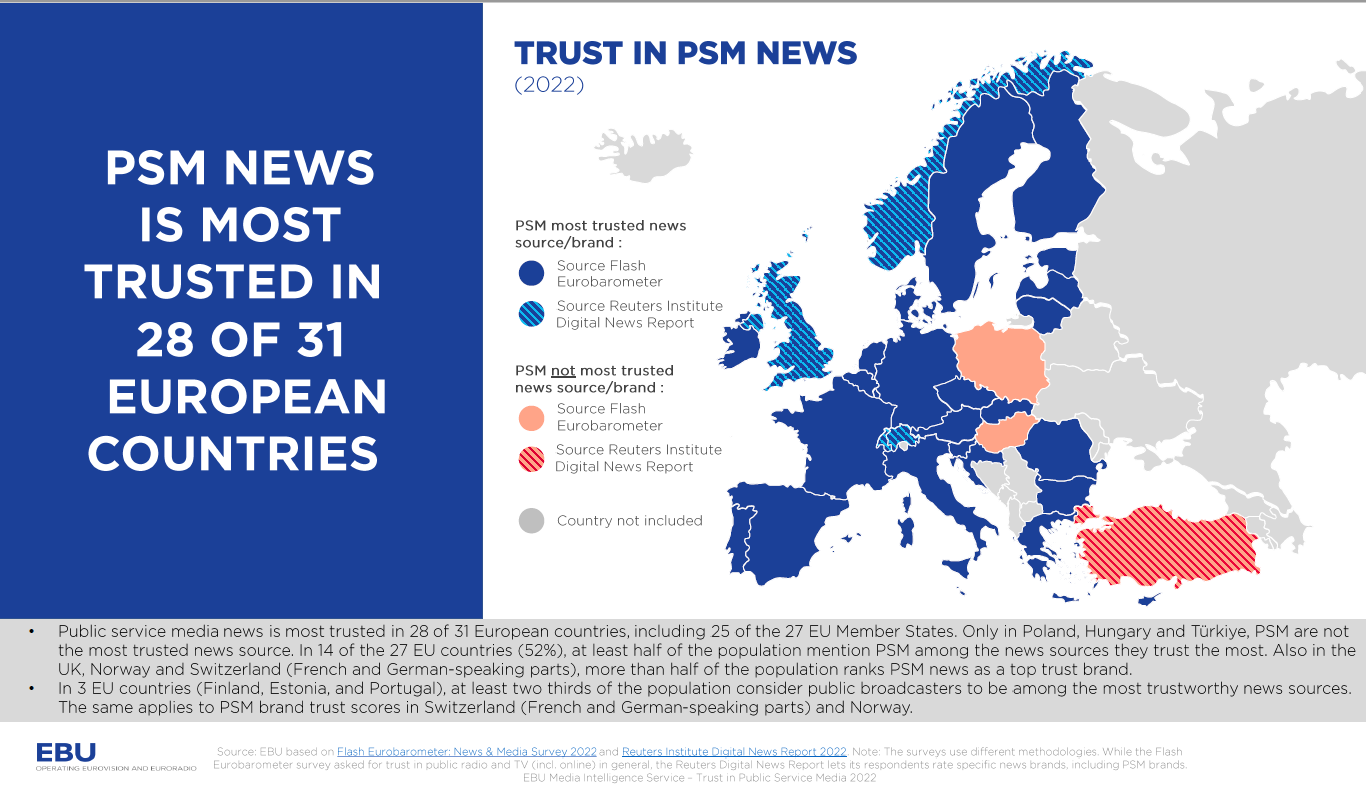 PSM NEWS
IS MOST
TRUSTED IN
28 OF 31
EUROPEAN
COUNTRIES
TRUST IN PSM NEWS
(2022)
PSM most trusted news
source/brand :
Source Flash
Eurobarometer
Source Reuters Institute
Digital News Report
PSM not most trusted
news source/brand :
Source Flash
Eurobarometer
Source Reuters Institute
Digital News Report
Country not included
• Public service media news is most trusted in 28 of 31 European countries, including 25 of the 27 EU Member States. Only in Poland, Hungary and Türkiye, PSM are not
the most trusted news source. In 14 of the 27 EU countries (52%), at least half of the population mention PSM among the news sources they trust the most. Also in the
UK, Norway and Switzerland (French and German-speaking parts), more than half of the population ranks PSM news as a top trust brand.
• In 3 EU countries (Finland, Estonia, and Portugal), at least two thirds of the population consider public broadcasters to be among the most trustworthy news sources.
The same applies to PSM brand trust scores in Switzerland (French and German-speaking parts) and Norway.
EBU
OPERATING EUROVISION AND EURORADIO
Source: EBU based on Flash Eurobarometer: News & Media Survey 2022 and Reuters Institute Digital News Report 2022. Note: The surveys use different methodologies. While the Flash
Eurobarometer survey asked for trust in public radio and TV (incl. online) in general, the Reuters Digital News Report lets its respondents rate specific news brands, including PSM brands.
EBU Media Intelligence Service – Trust in Public Service Media 2022